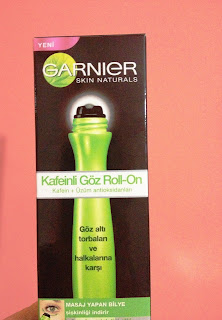 YENİ
GARNIER
SKIN NATURALS
Kafeinli Göz Roll-On
Kafein + Üzüm antioksidanları
Göz altı
torbaları
ve
halkalarına
karşı
MASAJ YAPAN BİLYE
şişkinliği indirir